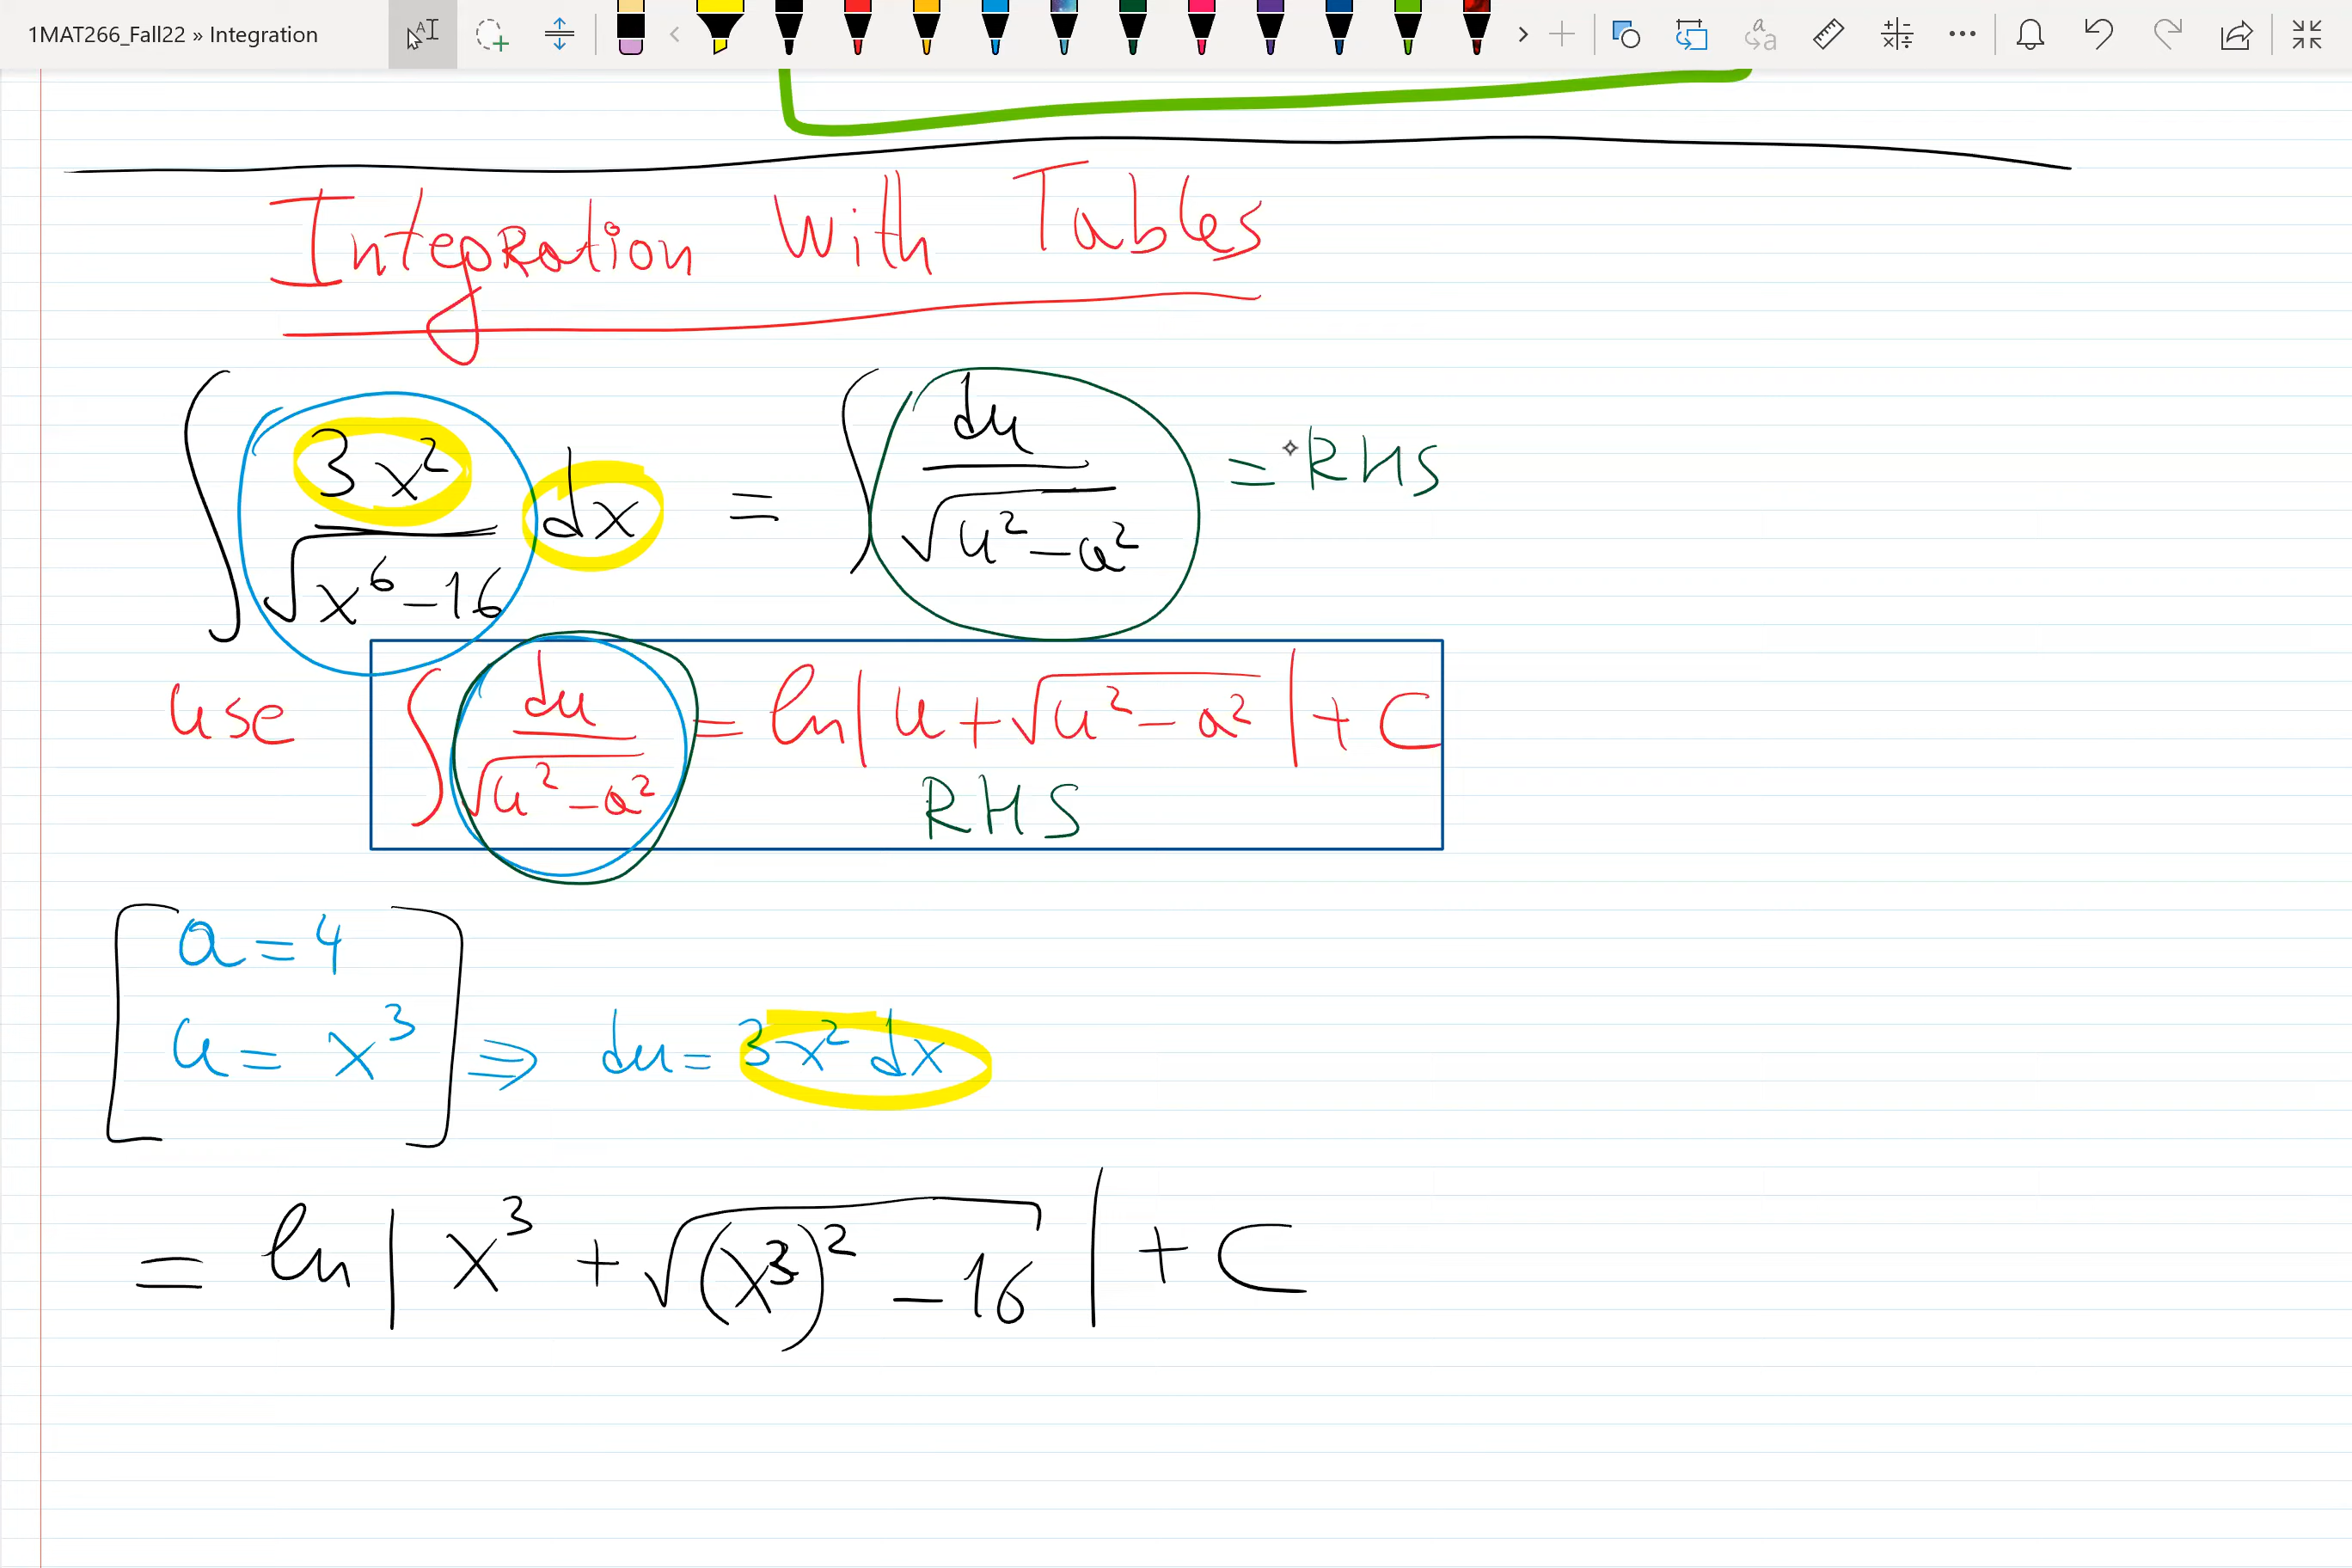 1MAT266_Fall22 » Integration
Integration With Tables
∫ 3x² / √(x⁶ − 16) dx = ∫ du / √(u² − a²) = RHS
use ∫ du / √(u² − a²) = ln|u + √(u² − a²)| + C
RHS
a = 4
u = x³ ⇒ du = 3x² dx
= ln|x³ + √((x³)² − 16)| + C